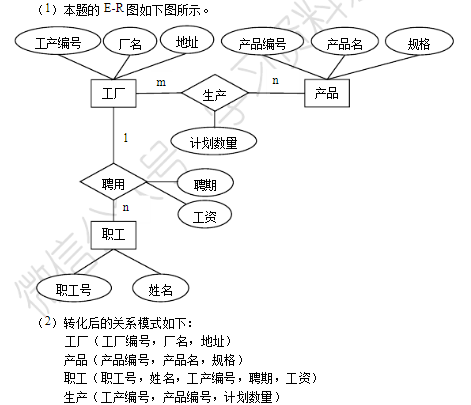 (1) 本题的 E-R 图如下图所示。
工产编号 厂名 地址 产品编号 产品名 规格
工厂 m 生产 n 产品
计划数量
1
聘用 聘期
工资
n
职工
职工号 姓名
(2) 转化后的关系模式如下:
工厂(工厂编号,厂名,地址)
产品(产品编号,产品名,规格)
职工(职工号,姓名,工产编号,聘期,工资)
生产(工产编号,产品编号,计划数量)